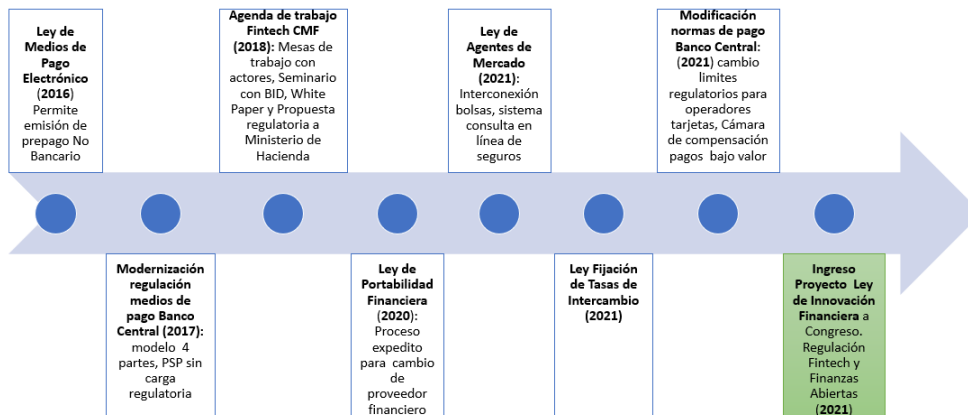 Ley de
Medios de
Pago
Electrónico
(2016)
Permite
emisión de
prepago No
Bancario
Modernización
regulación
medios de
pago Banco
Central (2017):
modelo 4
partes, PSP sin
carga
regulatoria
Agenda de trabajo
Fintech CMF
(2018): Mesas de
trabajo con
actores, Seminario
con BID, White
Paper y Propuesta
regulatoria a
Ministerio de
Hacienda
Ley de
Portabilidad
Financiera
(2020):
Proceso
expedito
para cambio
de
proveedor
financiero
Ley de
Agentes de
Mercado
(2021):
Interconexión
bolsas, sistema
consulta en
línea de
seguros
Ley Fijación
de Tasas de
Intercambio
(2021)
Modificación
normas de pago
Banco Central:
(2021) cambio
limites
regulatorios para
operadores
tarjetas, Cámara
de compensación
pagos bajo valor
Ingreso
Proyecto Ley
de Innovación
Financiera a
Congreso.
Regulación
Fintech y
Finanzas
Abiertas
(2021)